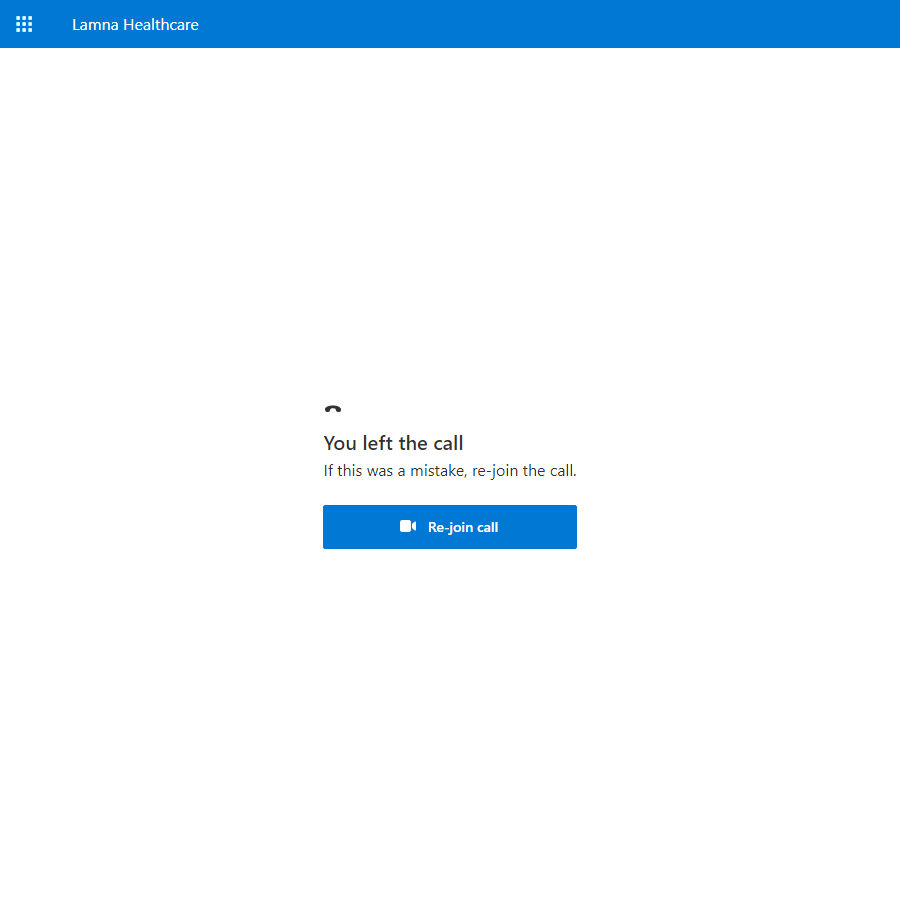 Lamna Healthcare
You left the call
If this was a mistake, re-join the call.
Re-join call